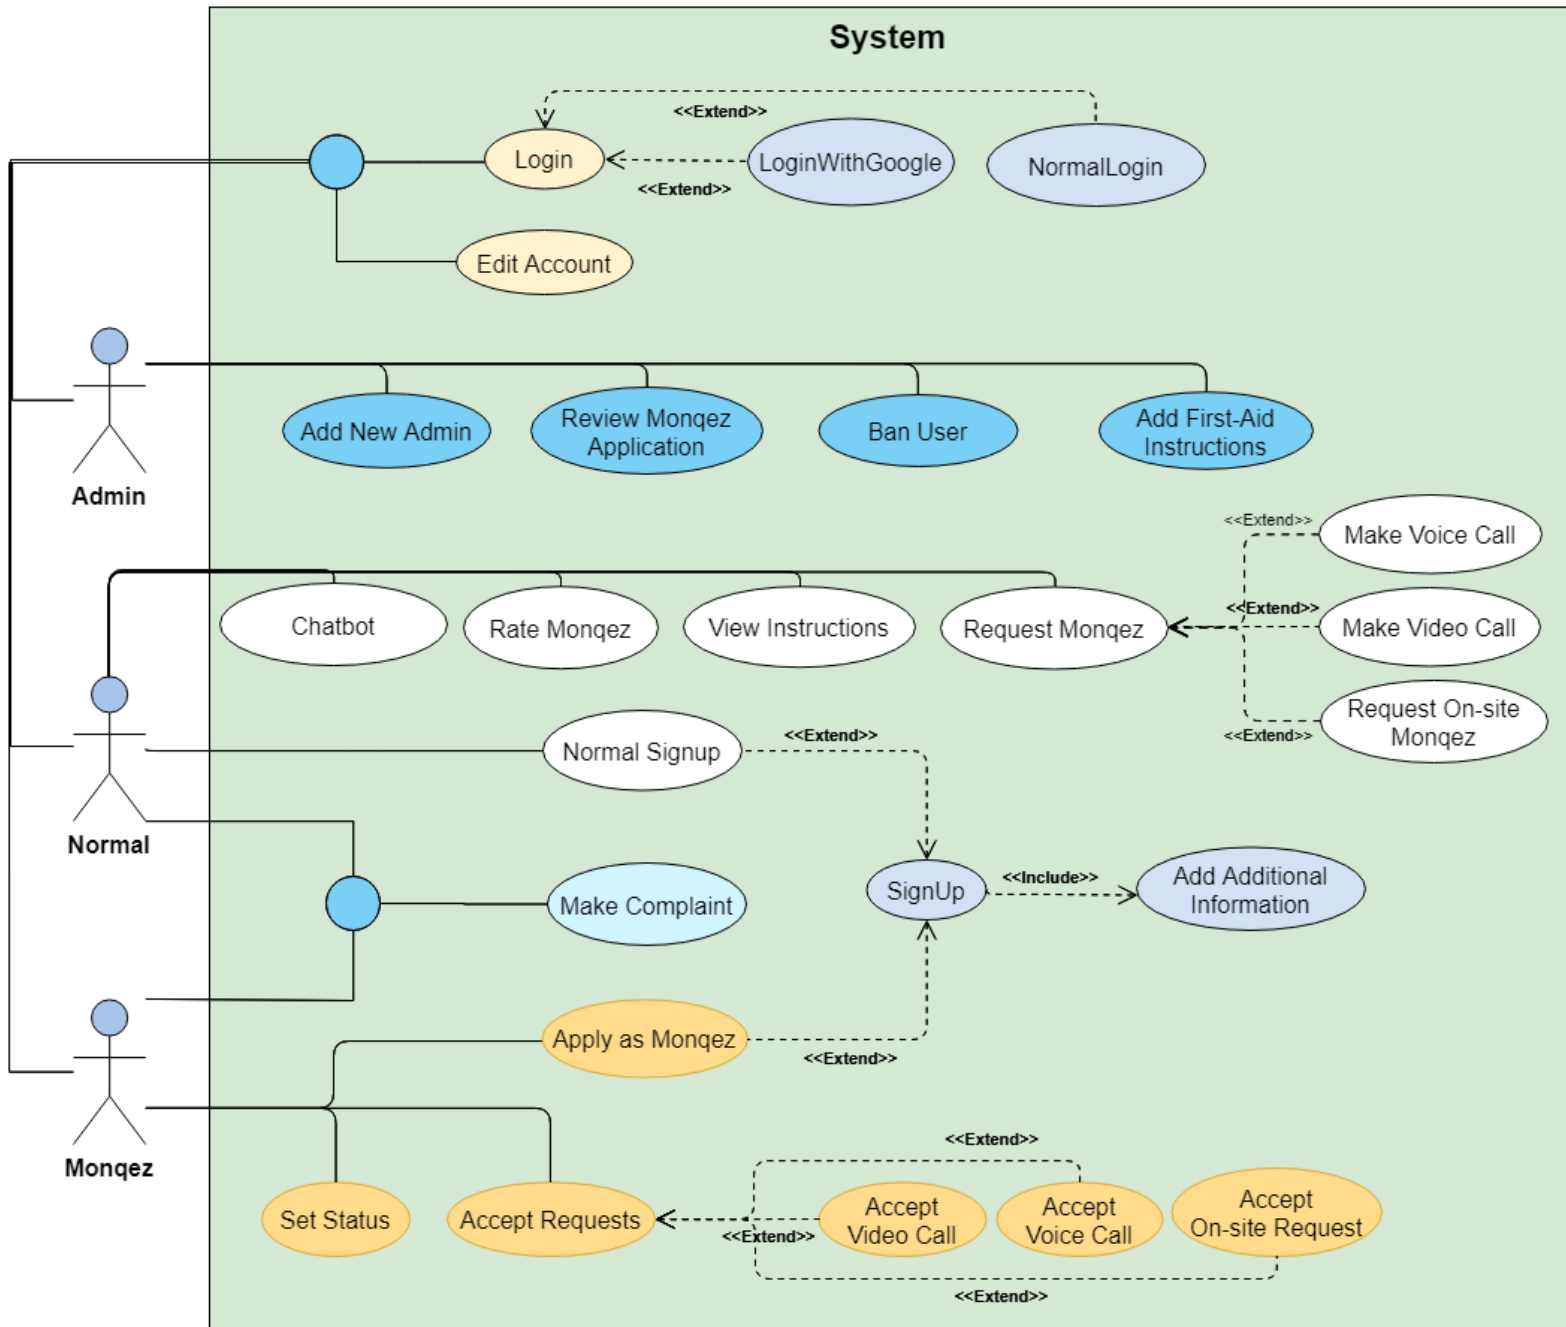 System
<<Extend>>
Login
LoginWithGoogle
NormalLogin
<<Extend>>
Edit Account
Admin
Add New Admin
Review Monqez
Application
Ban User
Add First-Aid
Instructions
<<Extend>>
Make Voice Call
Chatbot
Rate Monqez
View Instructions
Request Monqez
<<Extend>>
Make Video Call
Request On-site
Monqez
<<Extend>>
Normal Signup
<<Extend>>
Normal
Make Complaint
SignUp
<<Include>>
Add Additional
Information
Apply as Monqez
<<Extend>>
Monqez
<<Extend>>
Set Status
Accept Requests
<<Extend>>
Accept
Video Call
Accept
Voice Call
Accept
On-site Request
<<Extend>>